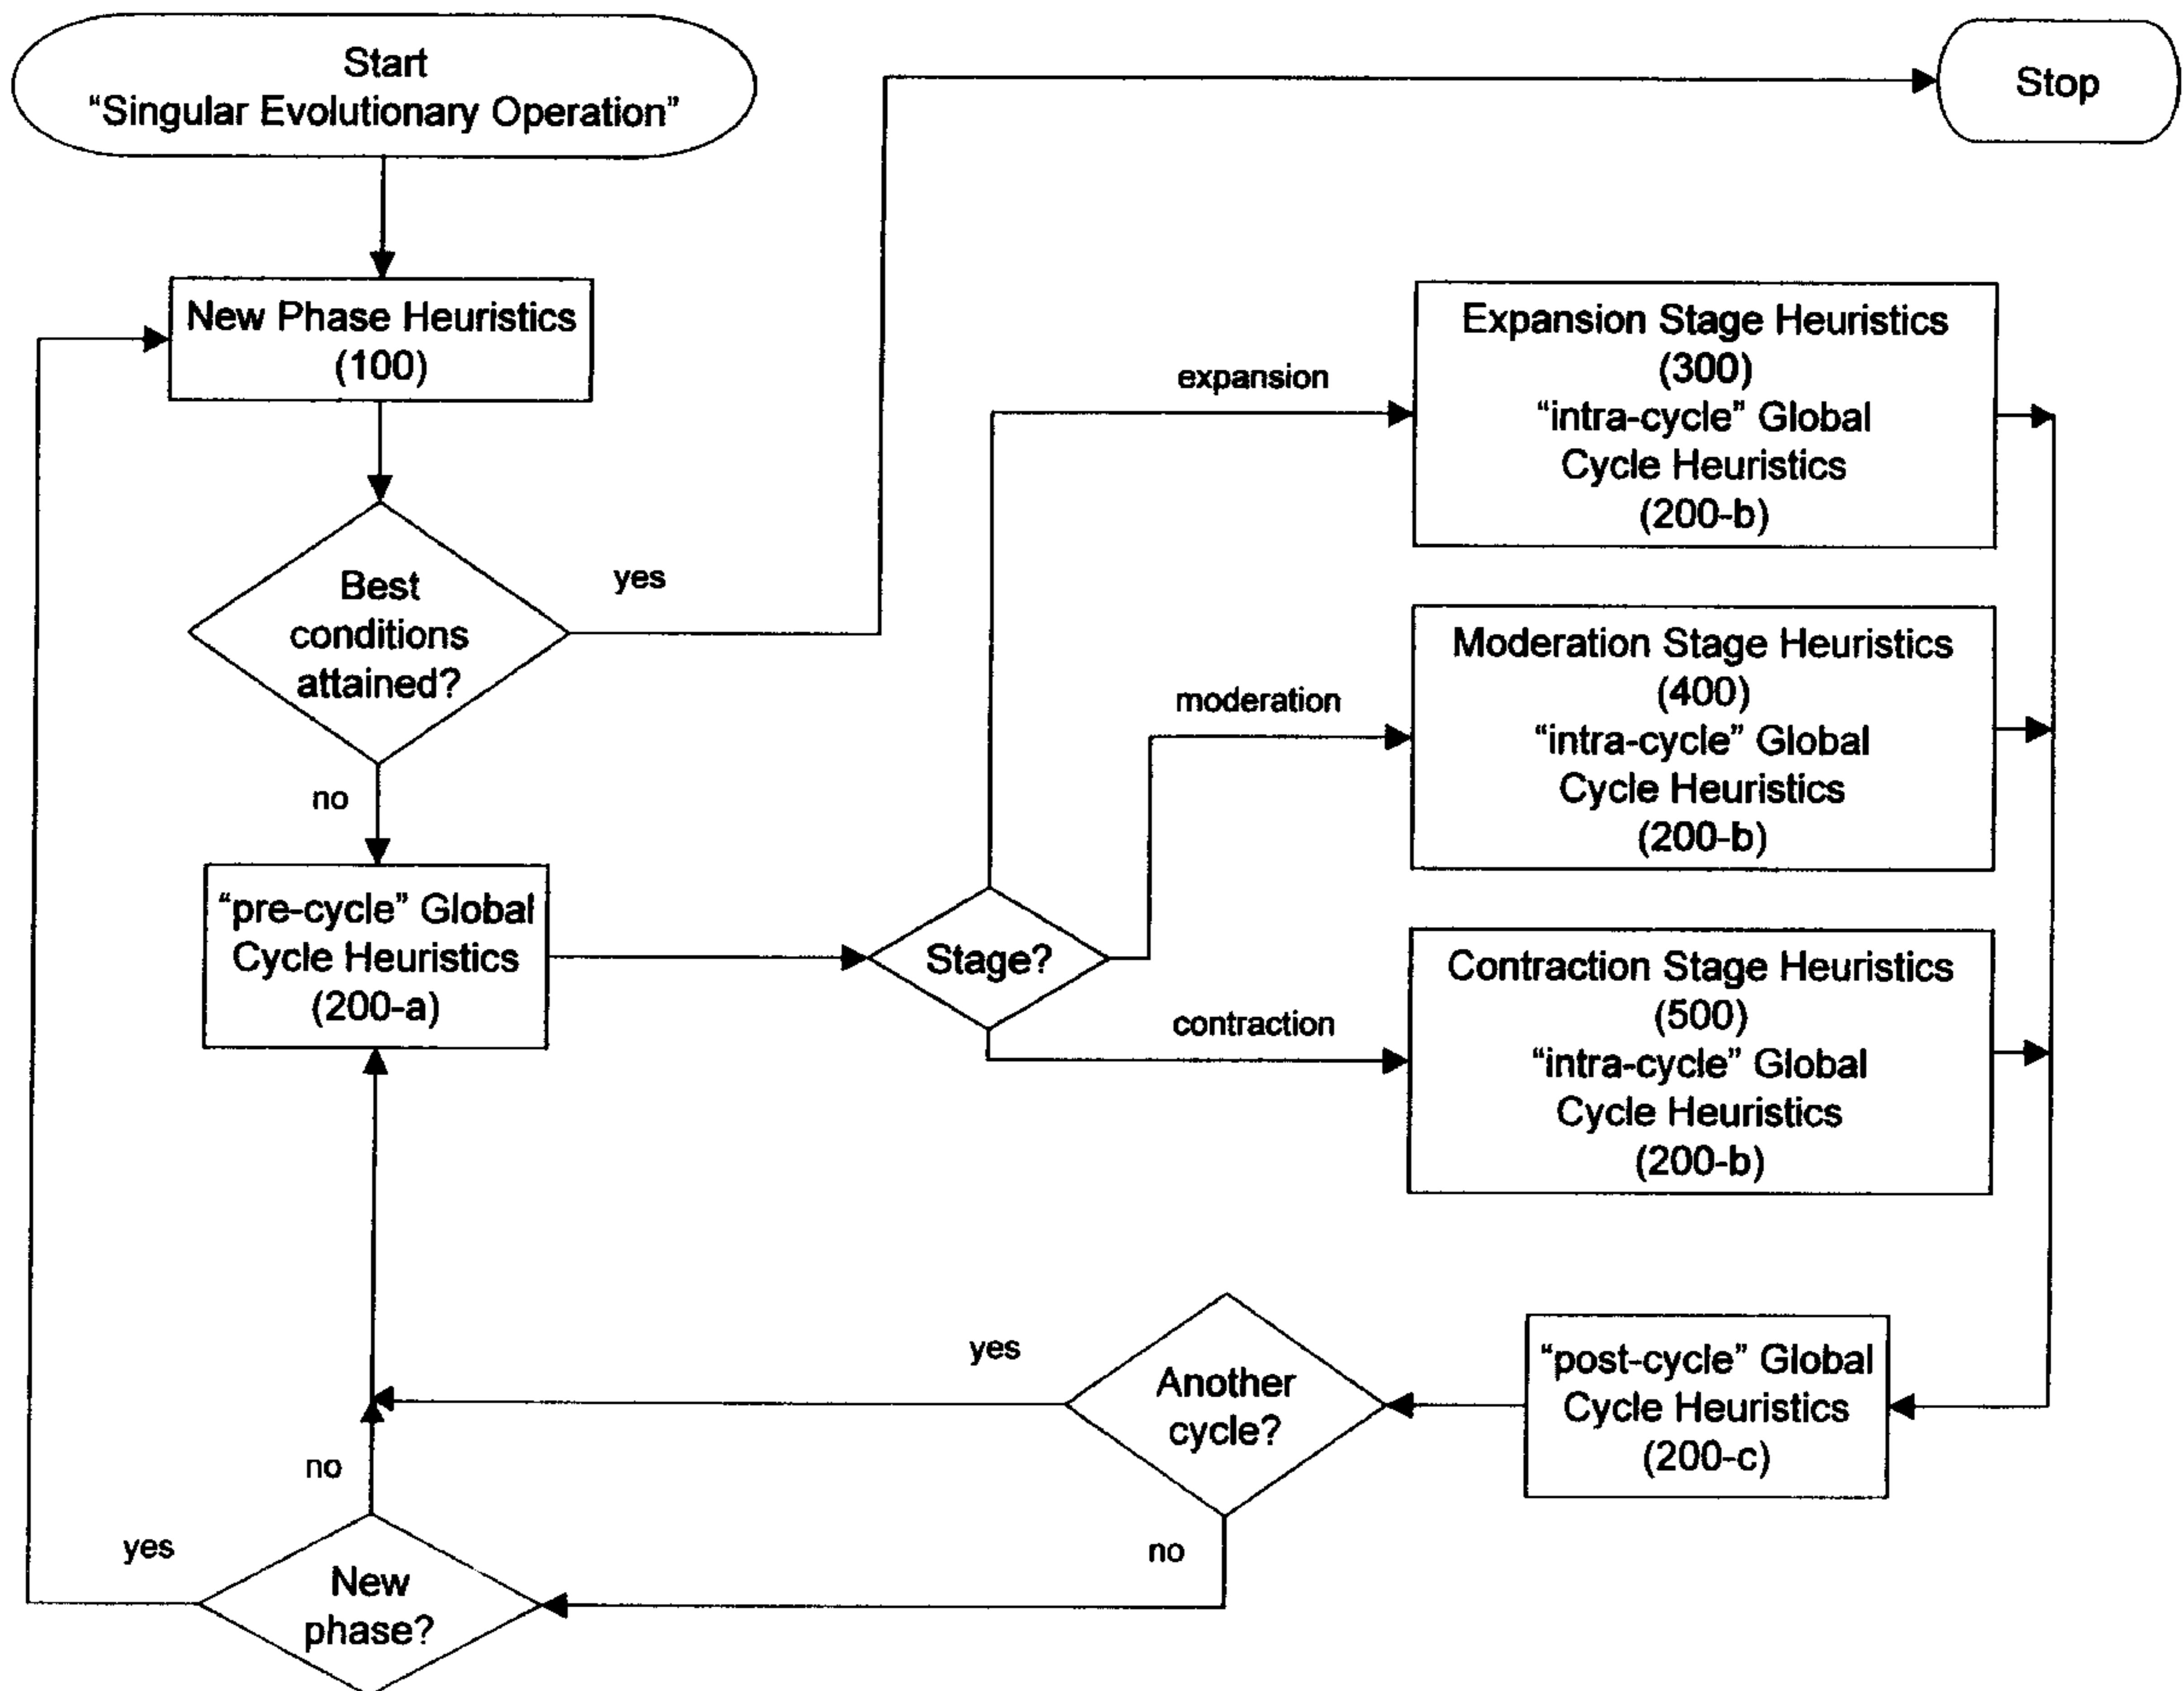 Start
“Singular Evolutionary Operation”
Stop
New Phase Heuristics
(100)
Best
conditions
attained?
yes
no
“pre-cycle” Global
Cycle Heuristics
(200-a)
Stage?
expansion
moderation
contraction
Expansion Stage Heuristics
(300)
“intra-cycle” Global
Cycle Heuristics
(200-b)
Moderation Stage Heuristics
(400)
“intra-cycle” Global
Cycle Heuristics
(200-b)
Contraction Stage Heuristics
(500)
“intra-cycle” Global
Cycle Heuristics
(200-b)
“post-cycle” Global
Cycle Heuristics
(200-c)
Another
cycle?
yes
no
New
phase?
no
yes